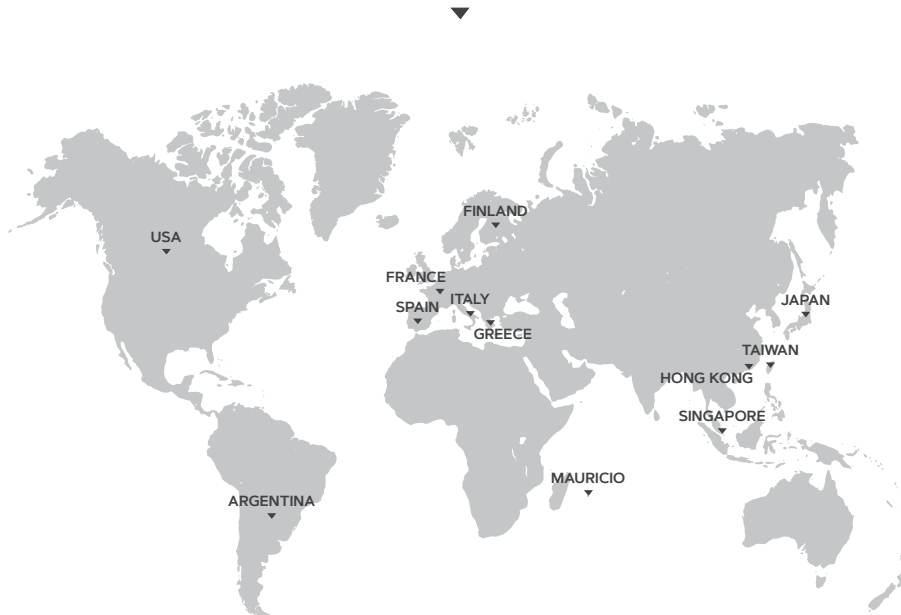 FINLAND
USA
FRANCE
ITALY
SPAIN
JAPAN
GREECE
TAIWAN
HONG KONG
SINGAPORE
MAURICIO
ARGENTINA